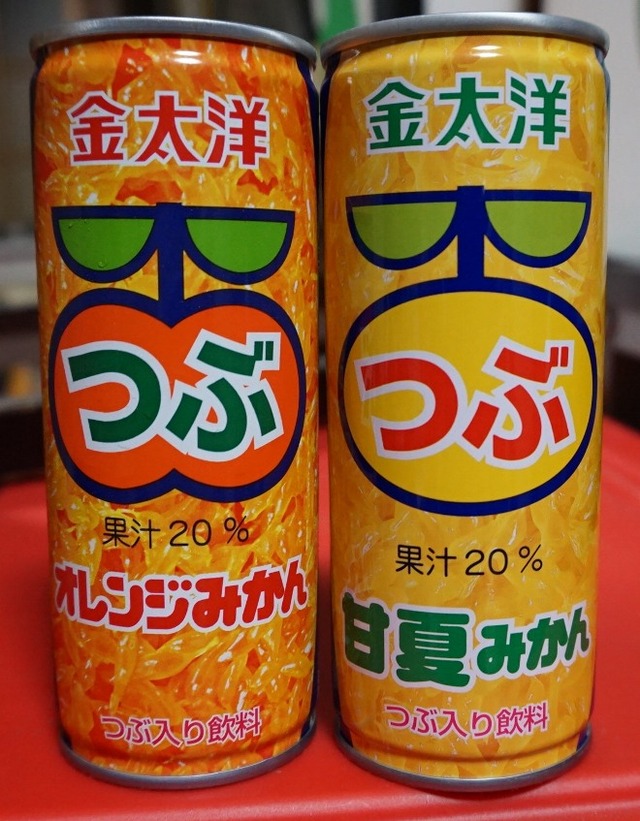 金太洋
つぶ
果汁20%
オレンジみかん
つぶ入り飲料
金太洋
つぶ
果汁20%
甘夏みかん
つぶ入り飲料